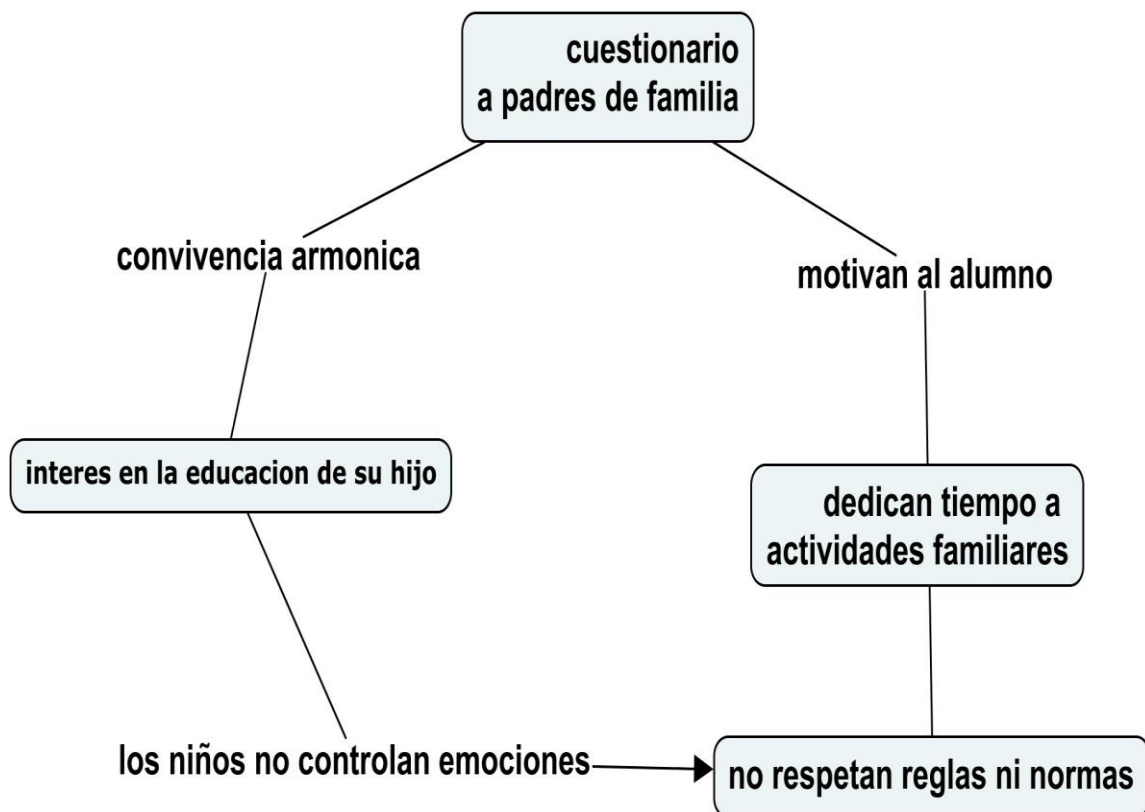 cuestionario
a padres de familia
convivencia armonica
motivan al alumno
interes en la educacion de su hijo
dedican tiempo a
actividades familiares
los niños no controlan emociones
no respetan reglas ni normas